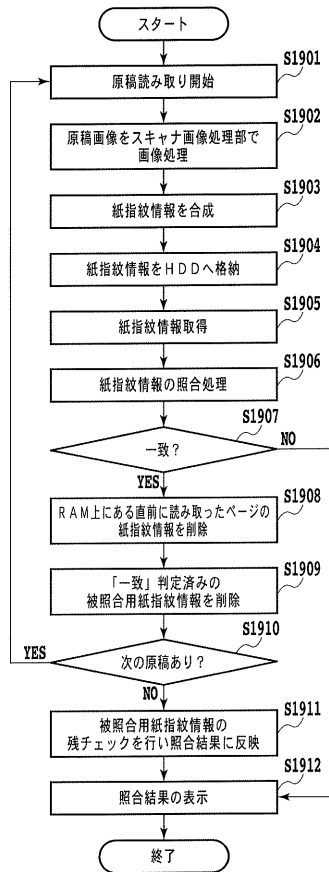 スタート
S1901
原稿読み取り開始
S1902
原稿画像をスキャナ画像処理部で
画像処理
S1903
紙指紋情報を合成
S1904
紙指紋情報をＨＤＤへ格納
S1905
紙指紋情報取得
S1906
紙指紋情報の照合処理
S1907
一致？
NO
YES
S1908
ＲＡＭ上にある直前に読み取ったページの
紙指紋情報を削除
S1909
「一致」判定済みの
被照合用紙指紋情報を削除
S1910
次の原稿あり？
YES
NO
S1911
被照合用紙指紋情報の
残チェックを行い照合結果に反映
S1912
照合結果の表示
終了